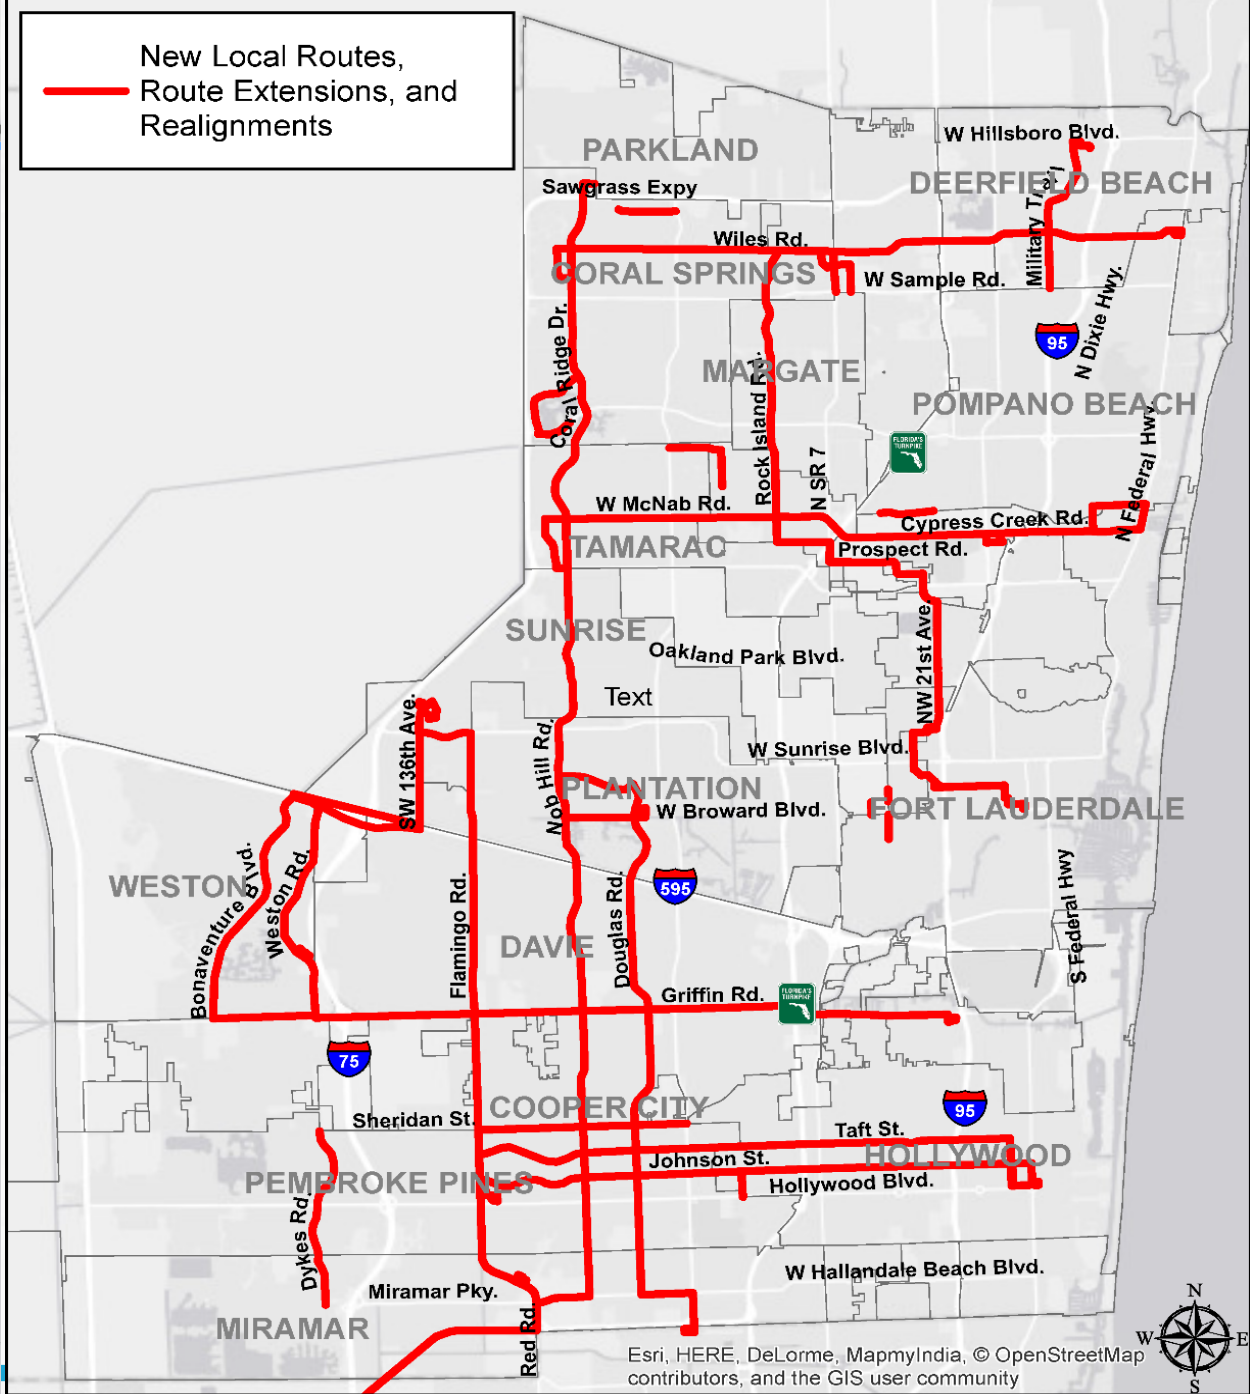 New Local Routes,
Route Extensions, and
Realignments
W Hillsboro Blvd.
PARKLAND
DEERFIELD BEACH
Sawgrass Expy
Military Trail
Wiles Rd.
CORAL SPRINGS
W Sample Rd.
N Dixie Hwy.
95
Coral Ridge Dr.
MARGATE
Rock Island Rd.
POMPANO BEACH
FLORIDA'S
TURNPIKE
N Federal Hwy.
N SR 7
W McNab Rd.
Cypress Creek Rd.
TAMARAC
Prospect Rd.
SUNRISE
Oakland Park Blvd.
NW 21st Ave.
Text
SW 136th Ave.
Nob Hill Rd.
W Sunrise Blvd.
PLANTATION
W Broward Blvd.
FORT LAUDERDALE
WESTON
Bonaventure Blvd.
Weston Rd.
595
Flamingo Rd.
DAVIE
Douglas Rd.
S Federal Hwy
Griffin Rd.
FLORIDA'S
TURNPIKE
75
COOPER CITY
95
Sheridan St.
Taft St.
Johnson St.
HOLLYWOOD
PEMBROKE PINES
Hollywood Blvd.
Dykes Rd.
W Hallandale Beach Blvd.
Miramar Pky.
MIRAMAR
Red Rd.
N
W
E
S
Esri, HERE, DeLorme, MapmyIndia, © OpenStreetMap
contributors, and the GIS user community